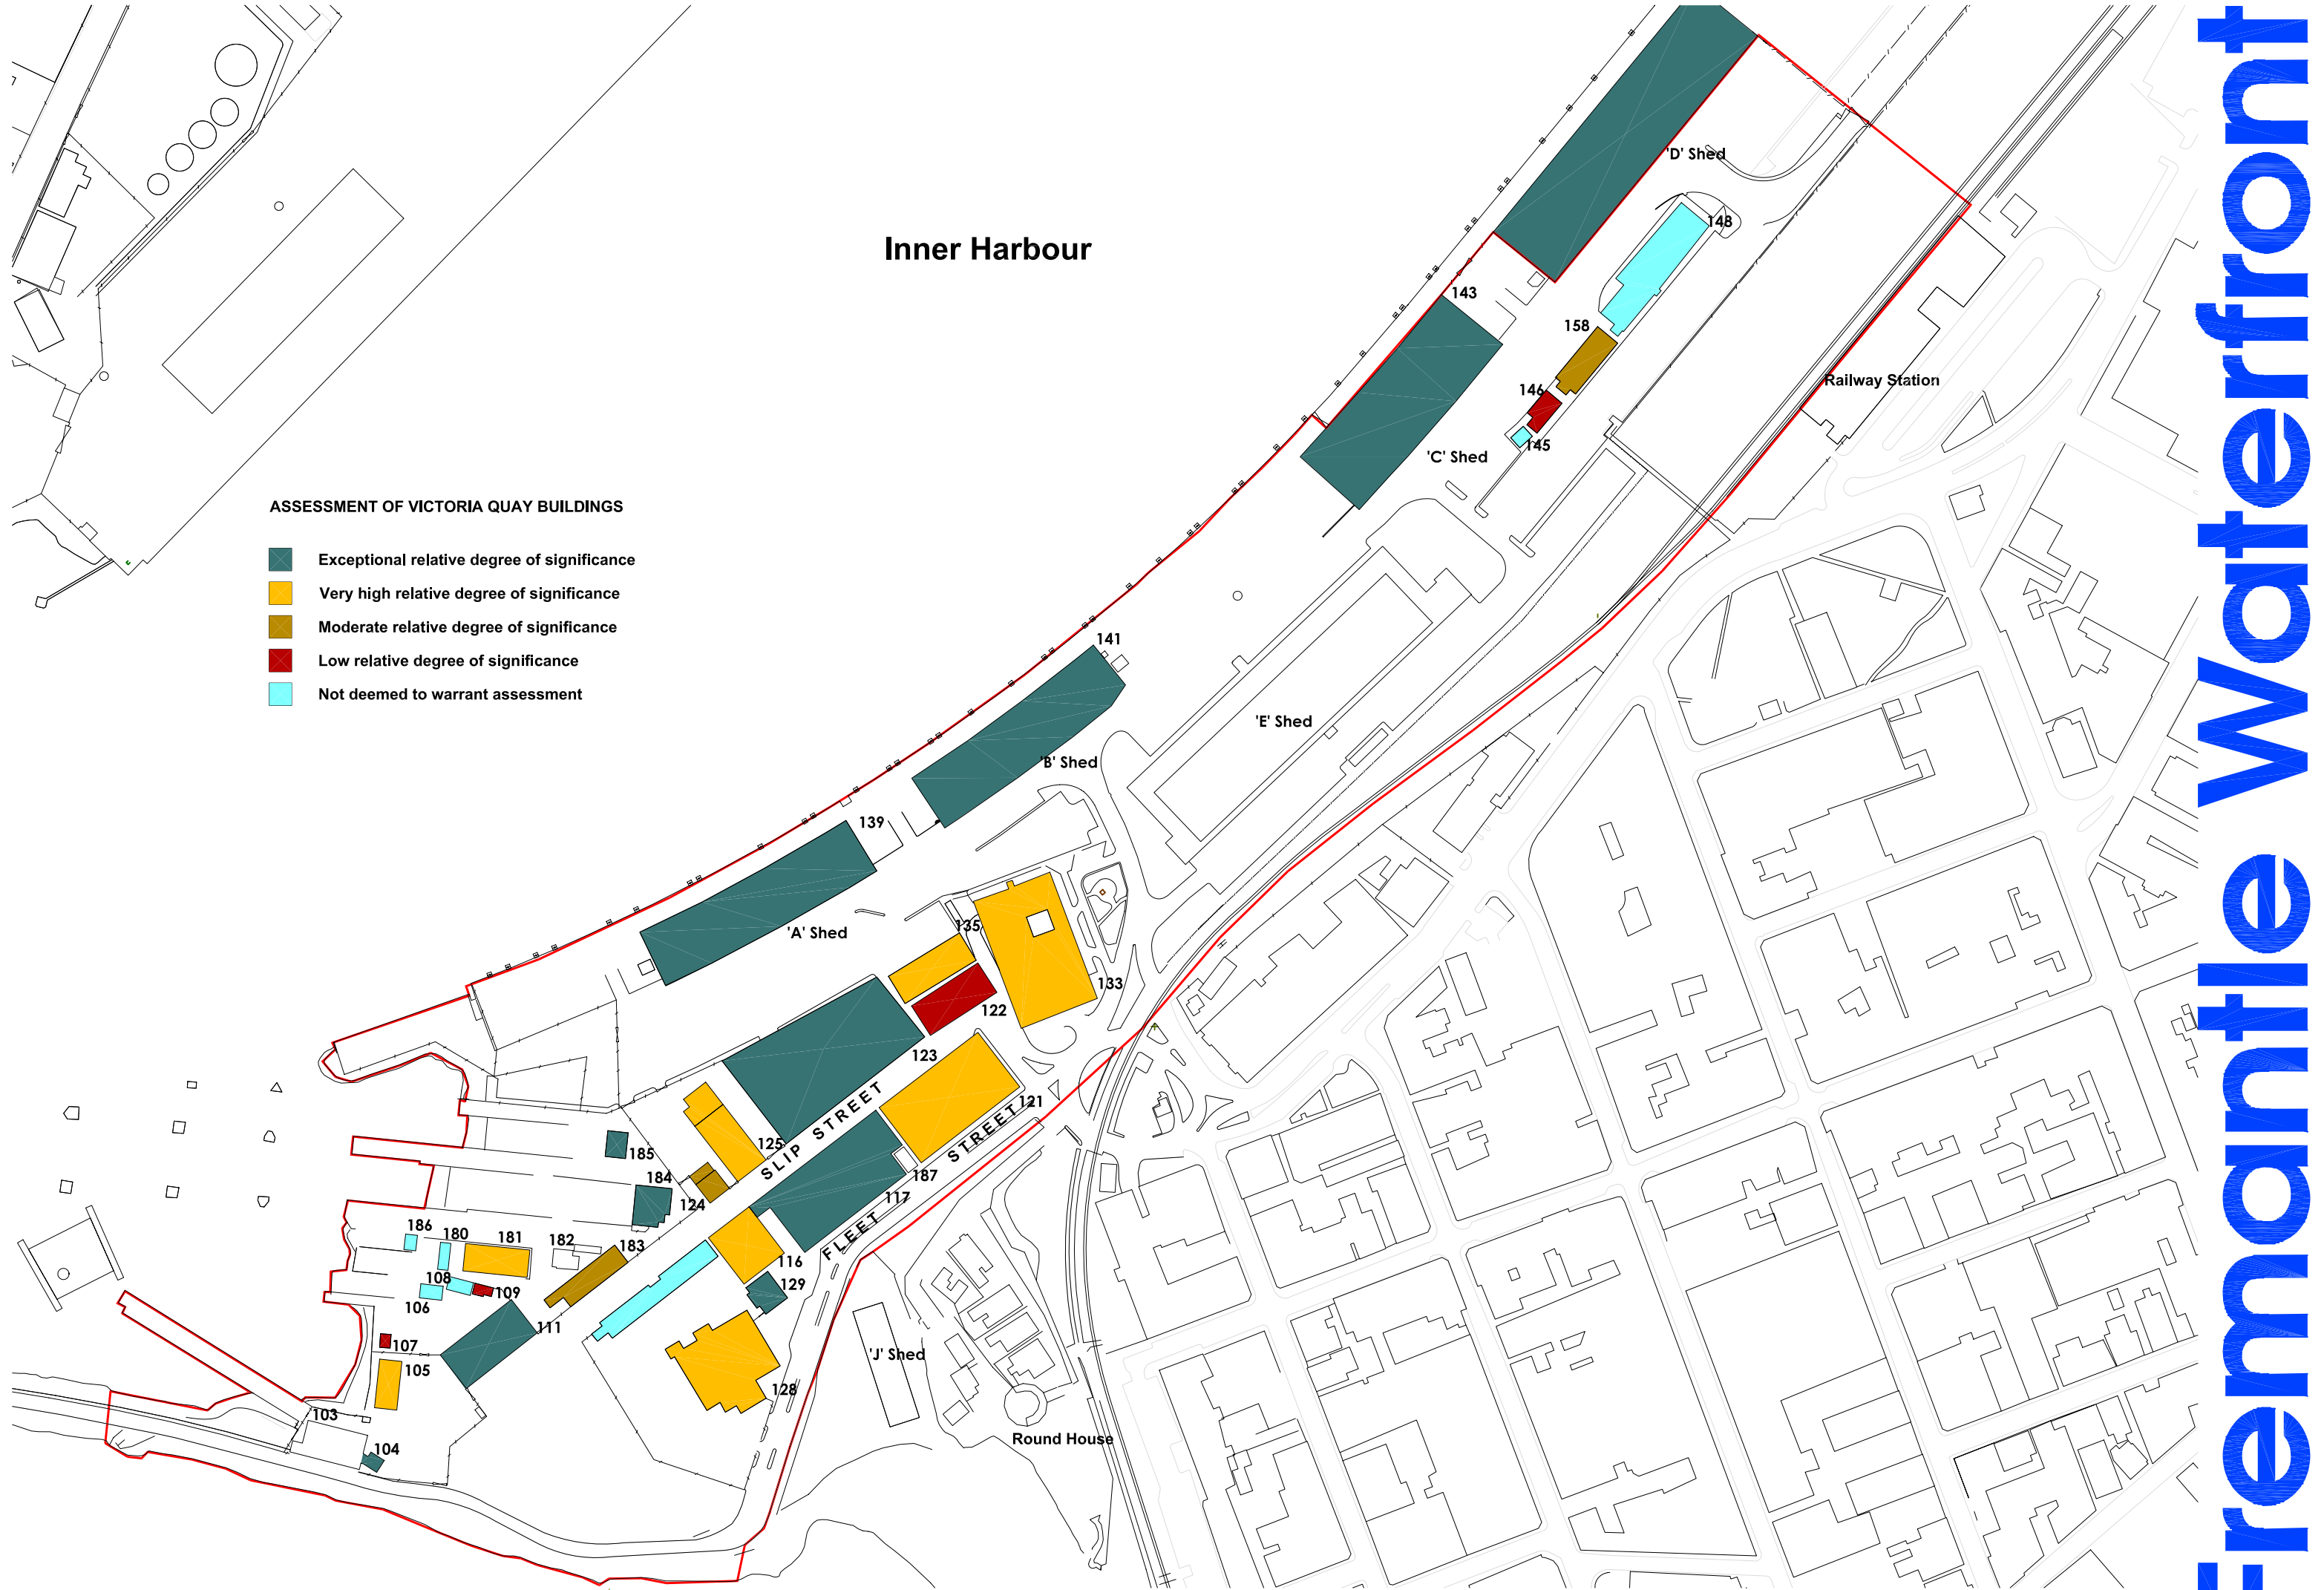 Inner Harbour
'D' Shed
148
143
158
Railway Station
146
145
'C' Shed
ASSESSMENT OF VICTORIA QUAY BUILDINGS
Exceptional relative degree of significance
Very high relative degree of significance
Moderate relative degree of significance
Low relative degree of significance
Not deemed to warrant assessment
141
'E' Shed
'B' Shed
139
'A' Shed
135
133
122
123
SLIP STREET
121
125
185
187
184
117
124
FLEET STREET
186
180
181
182
183
116
108
129
109
106
111
107
'J' Shed
105
128
103
Round House
104
Fremantle Waterfront